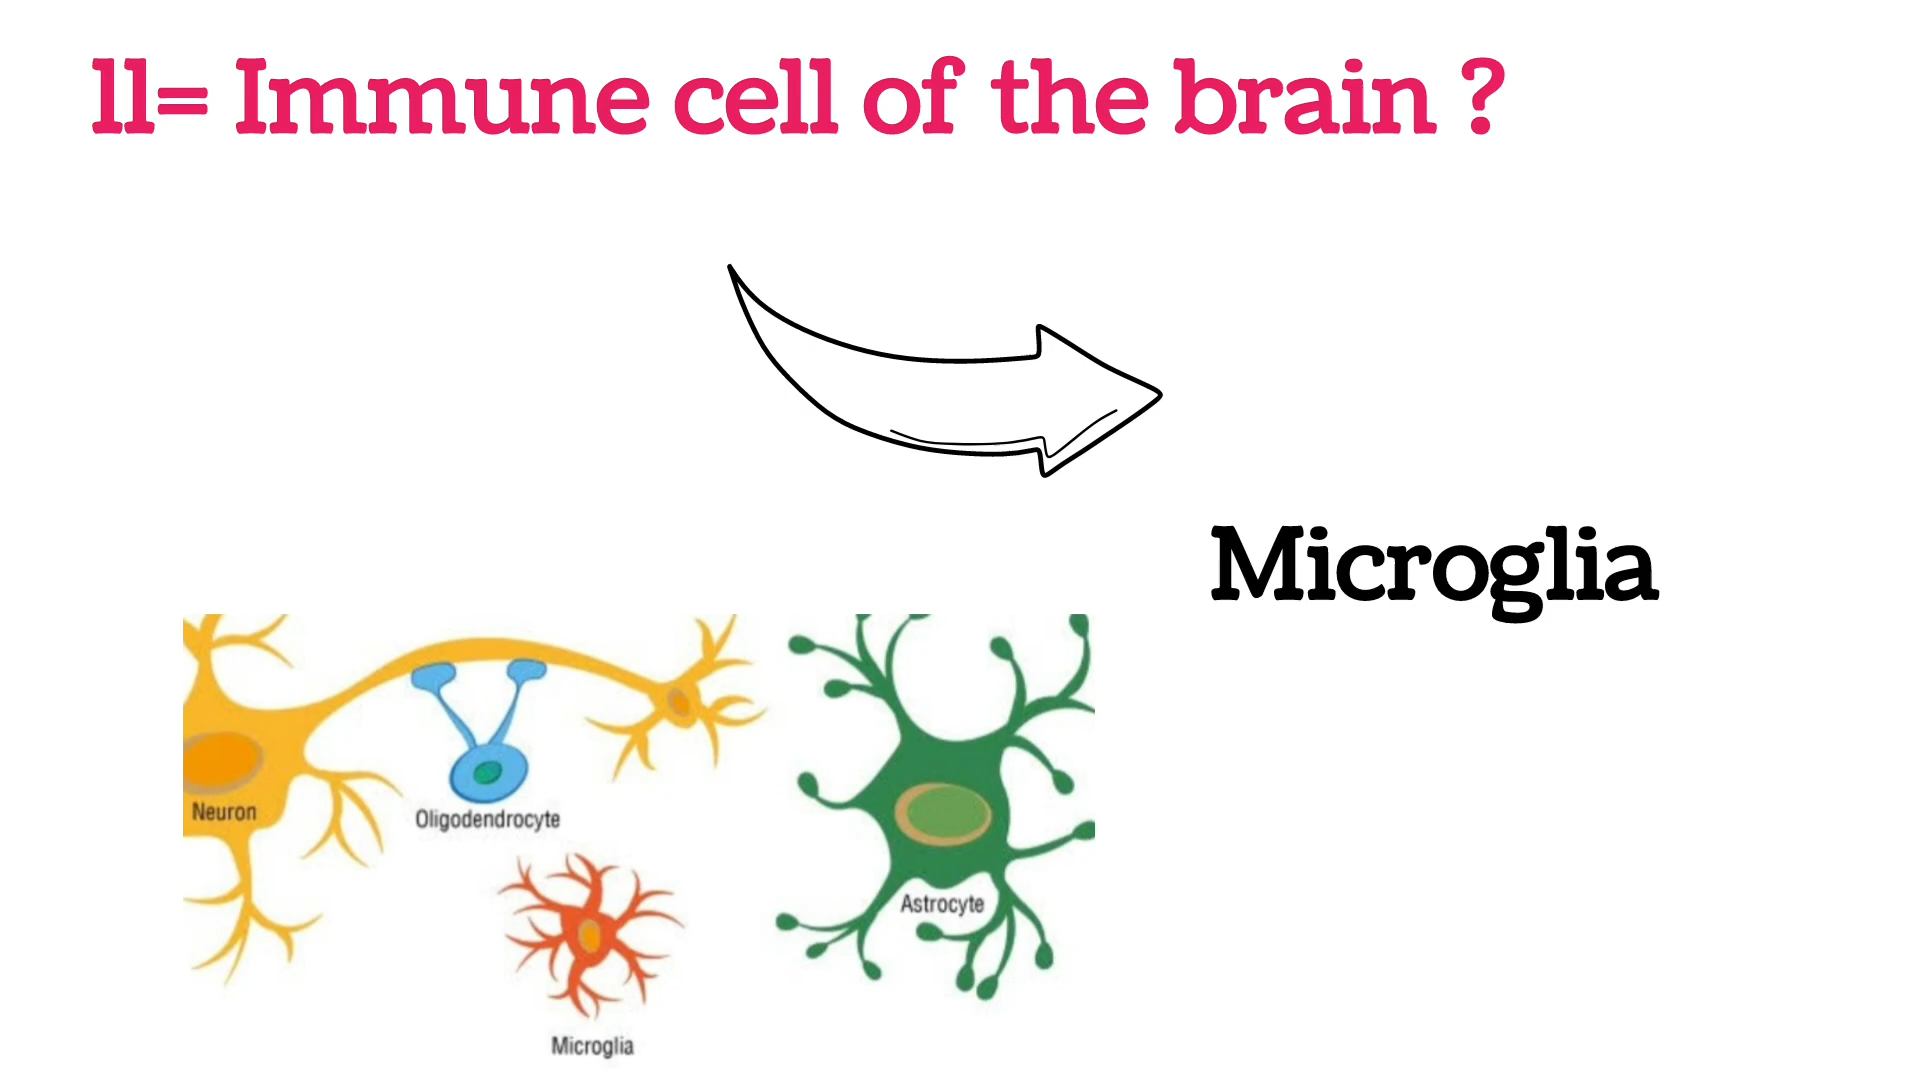 11= Immune cell of the brain ?
Microglia
Neuron
Oligodendrocyte
Astrocyte
Microglia